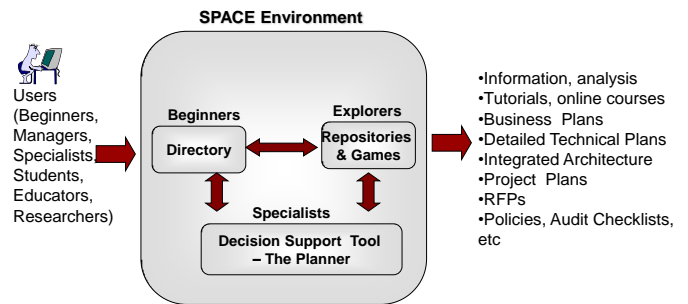 SPACE Environment
Users
(Beginners,
Managers,
Specialists,
Students,
Educators,
Researchers)
Beginners
Directory
Explorers
Repositories
& Games
Specialists
Decision Support Tool
– The Planner
•Information, analysis
•Tutorials, online courses
•Business Plans
•Detailed Technical Plans
•Integrated Architecture
•Project Plans
•RFPs
•Policies, Audit Checklists,
etc